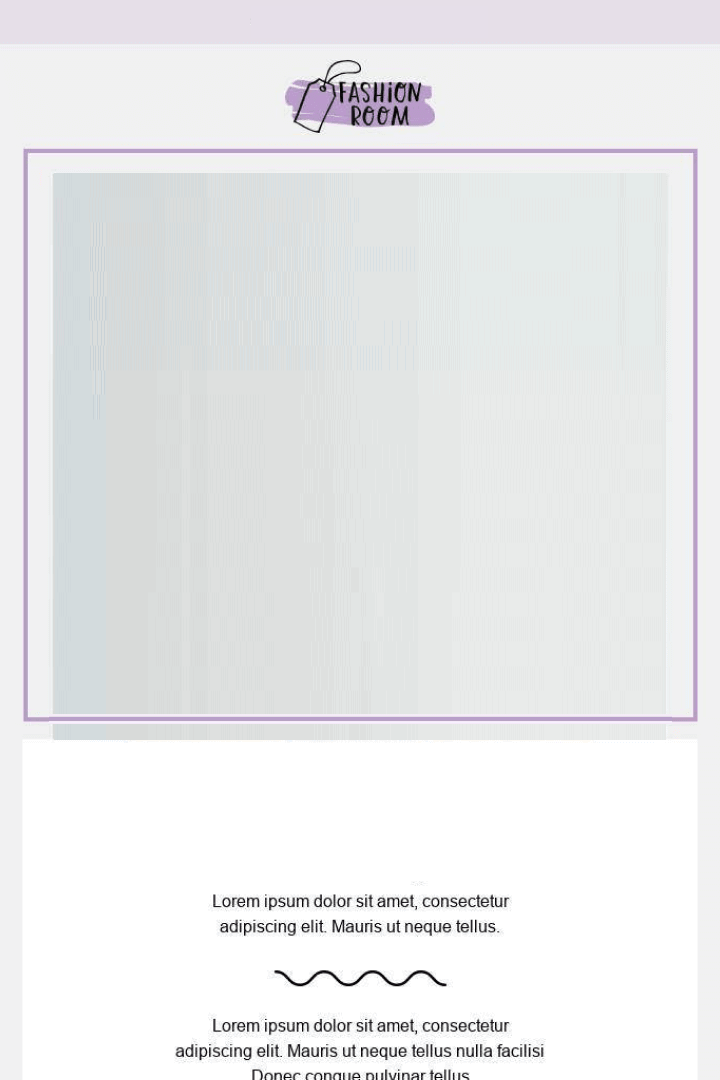 FASHION
ROOM
Lorem ipsum dolor sit amet, consectetur
adipiscing elit. Mauris ut neque tellus.
Lorem ipsum dolor sit amet, consectetur
adipiscing elit. Mauris ut neque tellus nulla facilisi
Donec congue pulvinar tellus